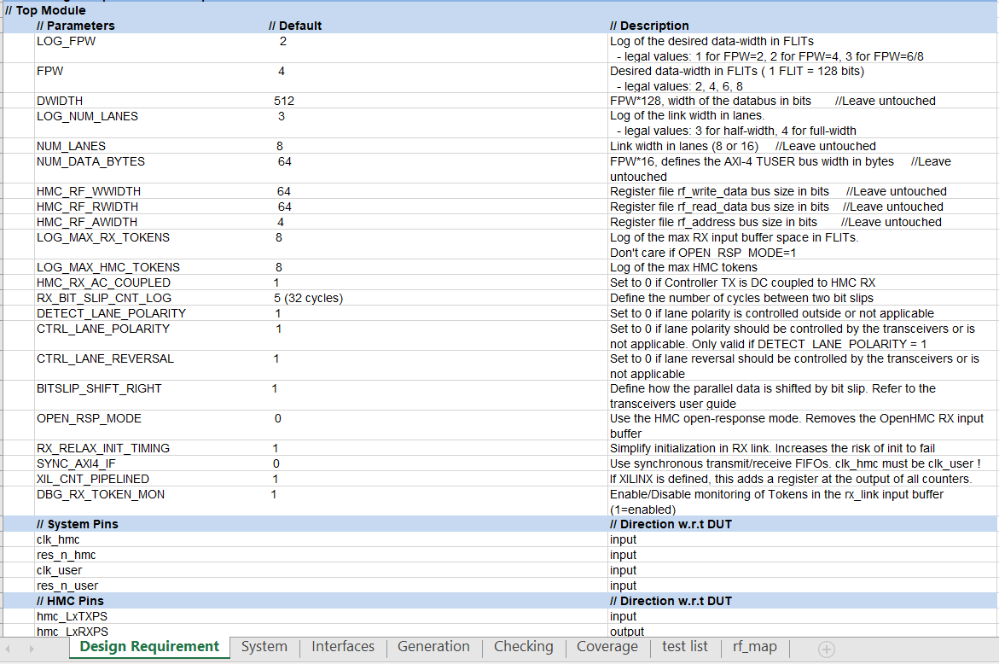 // Top Module
// Parameters // Default // Description
LOG_FPW 2 Log of the desired data-width in FLITs
- legal values: 1 for FPW=2, 2 for FPW=4, 3 for FPW=6/8
FPW 4 Desired data-width in FLITs ( 1 FLIT = 128 bits)
- legal values: 2, 4, 6, 8
DWIDTH 512 FPW*128, width of the databus in bits //Leave untouched
LOG_NUM_LANES 3 Log of the link width in lanes.
- legal values: 3 for half-width, 4 for full-width
NUM_LANES 8 Link width in lanes (8 or 16) //Leave untouched
NUM_DATA_BYTES 64 FPW*16, defines the AXI-4 TUSER bus width in bytes //Leave
untouched
HMC_RF_WWIDTH 64 Register file rf_write_data bus size in bits //Leave untouched
HMC_RF_RWIDTH 64 Register file rf_read_data bus size in bits //Leave untouched
HMC_RF_AWIDTH 4 Register file rf_address bus size in bits //Leave untouched
LOG_MAX_RX_TOKENS 8 Log of the max RX input buffer space in FLITs.
Don't care if OPEN_RSP_MODE=1
LOG_MAX_HMC_TOKENS 8 Log of the max HMC tokens
HMC_RX_AC_COUPLED 1 Set to 0 if Controller TX is DC coupled to HMC RX
RX_BIT_SLIP_CNT_LOG 5 (32 cycles) Define the number of cycles between two bit slips
DETECT_LANE_POLARITY 1 Set to 0 if lane polarity is controlled outside or not applicable
CTRL_LANE_POLARITY 1 Set to 0 if lane polarity should be controlled by the transceivers or is
not applicable. Only valid if DETECT_LANE_POLARITY = 1
CTRL_LANE_REVERSAL 1 Set to 0 if lane reversal should be controlled by the transceivers or is
not applicable
BITSLIP_SHIFT_RIGHT 1 Define how the parallel data is shifted by bit slip. Refer to the
transceivers user guide
OPEN_RSP_MODE 0 Use the HMC open-response mode. Removes the OpenHMC RX input
buffer
RX_RELAX_INIT_TIMING 1 Simplify initialization in RX link. Increases the risk of init to fail
SYNC_AXI4_IF 0 Use synchronous transmit/receive FIFOs. clk_hmc must be clk_user !
XIL_CNT_PIPELINED 1 If XILINX is defined, this adds a register at the output of all counters.
DBG_RX_TOKEN_MON 1 Enable/Disable monitoring of Tokens in the rx_link input buffer
(1=enabled)
// System Pins // Direction w.r.t DUT
clk_hmc input
res_n_hmc input
clk_user input
res_n_user input
// HMC Pins // Direction w.r.t DUT
hmc_LxTXPS input
hmc_LxRXPS output
Design Requirement System Interfaces Generation Checking Coverage test list rf_map